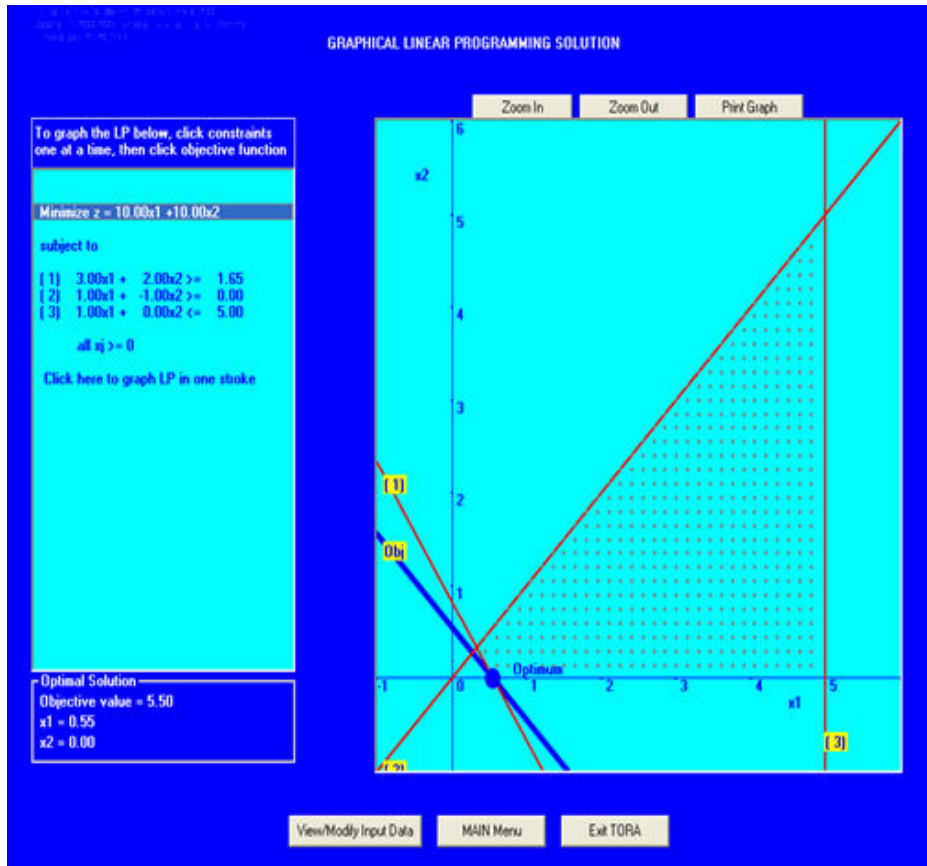 GRAPHICAL LINEAR PROGRAMMING SOLUTION
Zoom In Zoom Out Print Graph
To graph the LP below, click constraints
one at a time, then click objective function
Minimize z = 10.00x1 +10.00x2
subject to
( 1) 3.00x1 + 2.00x2 >= 1.65
( 2) 1.00x1 + -1.00x2 >= 0.00
( 3) 1.00x1 + 0.00x2 <= 5.00
all xj >= 0
Click here to graph LP in one stroke
Optimal Solution
Objective value = 5.50
x1 = 0.55
x2 = 0.00
6
x2
5
4
3
( 1)
2
Obj
1
Optimum
-1 0 1 2 3 4 5
x1
( 3)
( 2)
View/Modify Input Data MAIN Menu Exit TORA